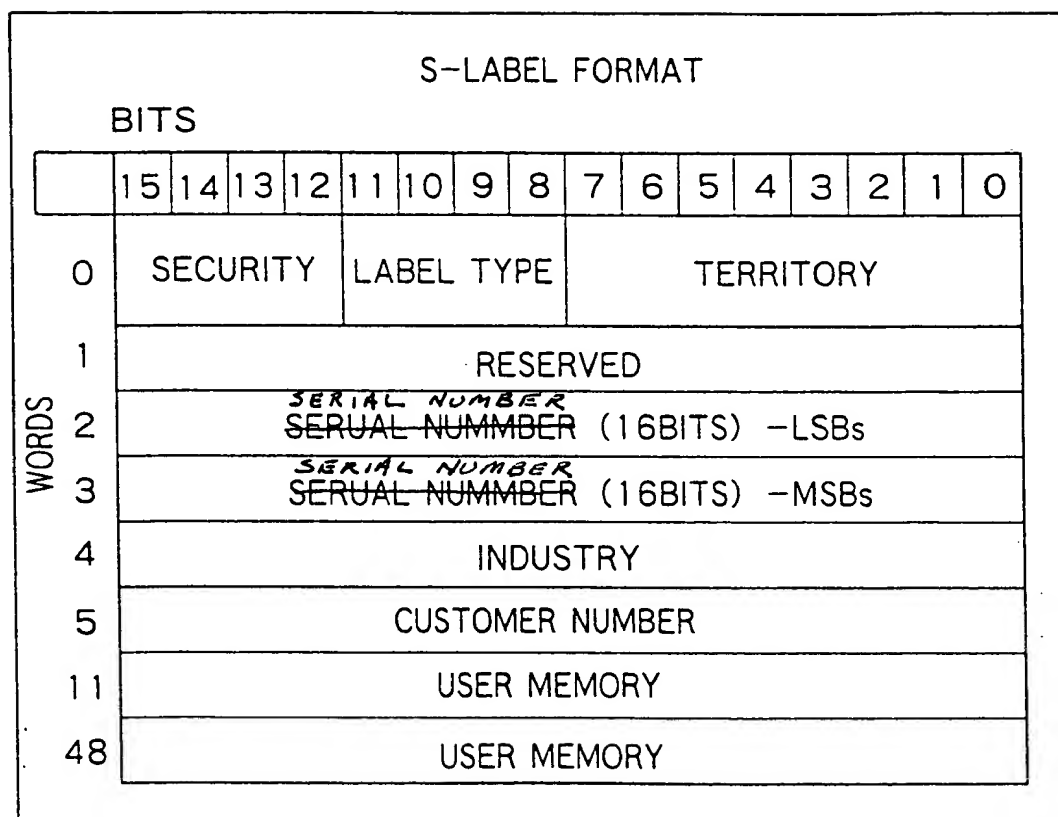 S-LABEL FORMAT
BITS
15 14 13 12 11 10 9 8 7 6 5 4 3 2 1 0
WORDS
0 SECURITY LABEL TYPE TERRITORY
1 RESERVED
SERIAL NUMBER
2 SERUAL NUMMBER (16BITS) -LSBs
SERIAL NUMBER
3 SERUAL NUMMBER (16BITS) -MSBs
4 INDUSTRY
5 CUSTOMER NUMBER
11 USER MEMORY
48 USER MEMORY